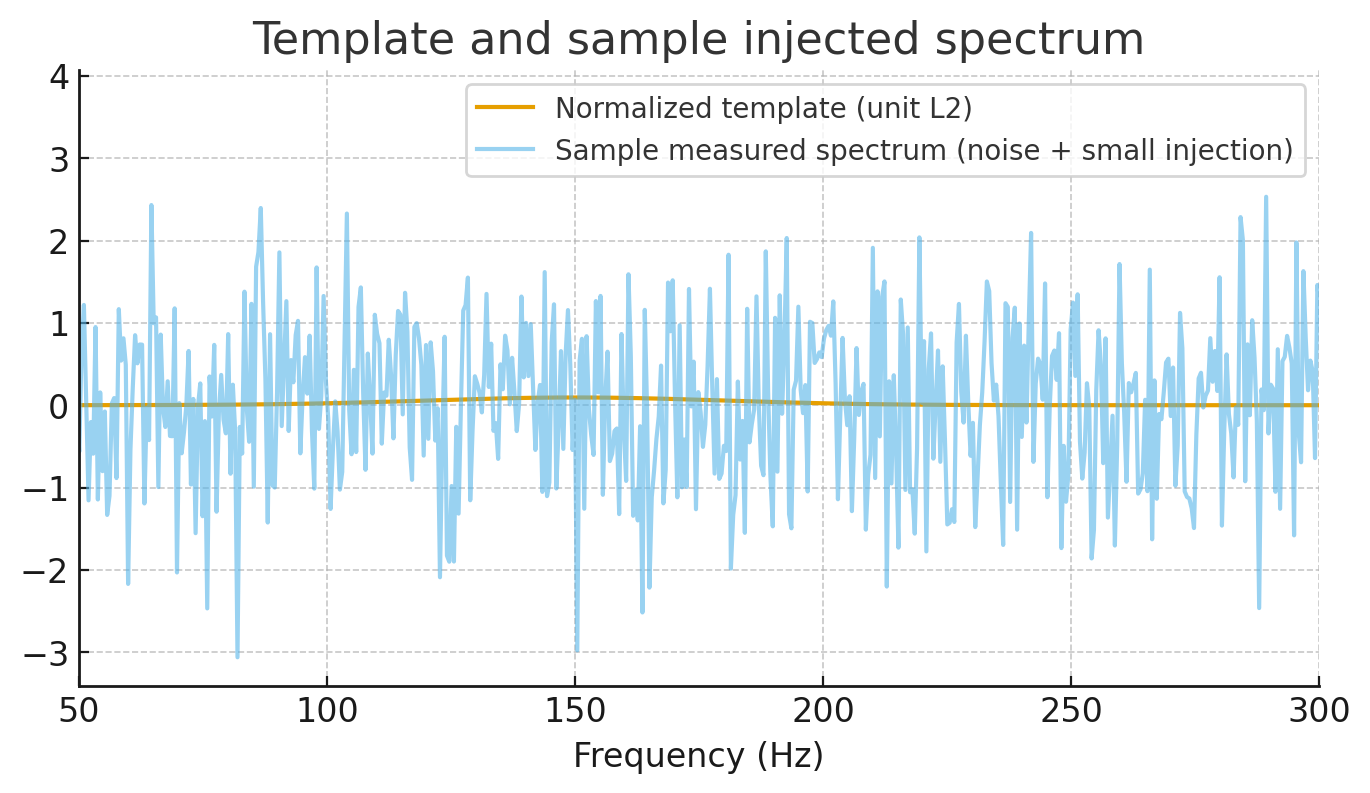 Template and sample injected spectrum
4
Normalized template (unit L2)
Sample measured spectrum (noise + small injection)
3
2
1
0
−1
−2
−3
50 100 150 200 250 300
Frequency (Hz)